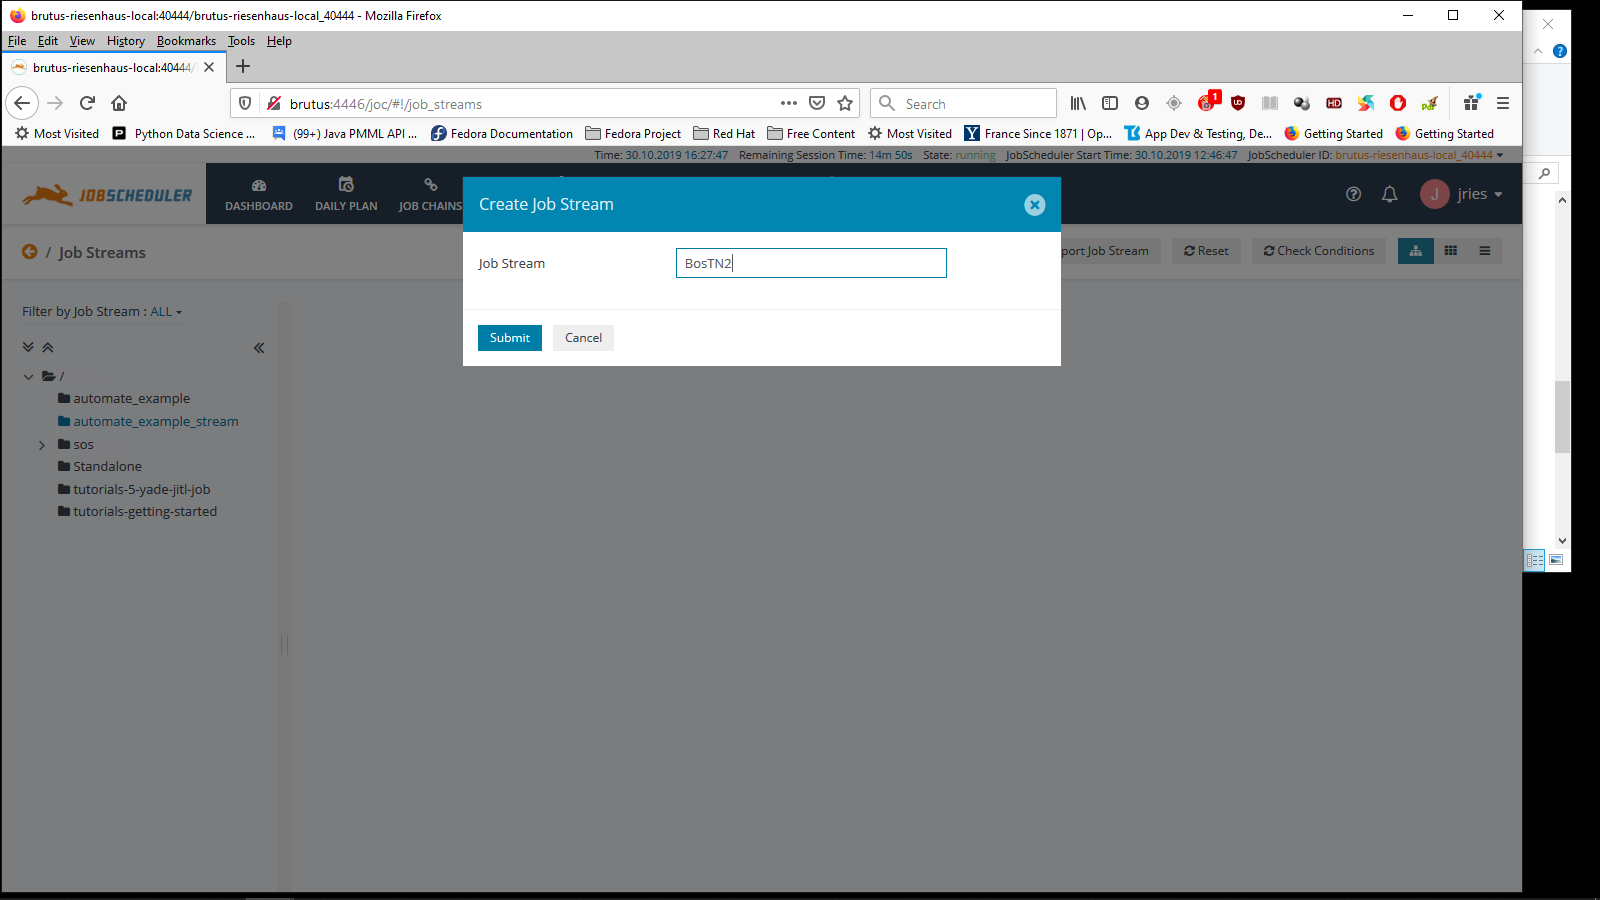 brutus-riesenhaus-local:40444/brutus-riesenhaus-local_40444 - Mozilla Firefox
File Edit View History Bookmarks Tools Help
brutus-riesenhaus-local:40444/
brutus:4446/joc/#!/job_streams
Search
1
HD
pdf
Most Visited Python Data Science ... (99+) Java PMML API ... Fedora Documentation Fedora Project Red Hat Free Content Most Visited France Since 1871 | Op... App Dev & Testing, De... Getting Started Getting Started
Time: 30.10.2019 16:27:47 Remaining Session Time: 14m 50s State: running JobScheduler Start Time: 30.10.2019 12:46:47 JobScheduler ID: brutus-riesenhaus-local_40444
JOBSCHEDULER
DASHBOARD DAILY PLAN JOB CHAINS
J jries
Create Job Stream
/ Job Streams
port Job Stream Reset Check Conditions
Job Stream BosTN2
Submit Cancel
Filter by Job Stream : ALL
/
automate_example
automate_example_stream
sos
Standalone
tutorials-5-yade-jitl-job
tutorials-getting-started